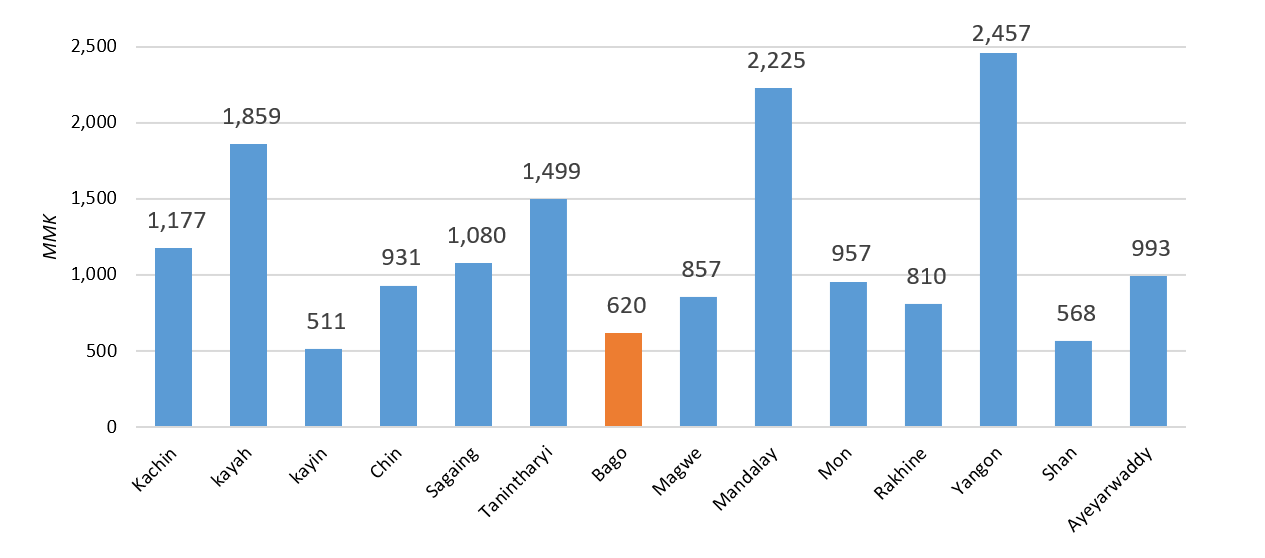 2,500
2,000
1,500
1,000
500
0
MMK
1,177
1,859
511
931
1,080
1,499
620
857
2,225
957
810
2,457
568
993
Kachin
kayah
kayin
Chin
Sagaing
Tanintharyi
Bago
Magwe
Mandalay
Mon
Rakhine
Yangon
Shan
Ayeyarwaddy